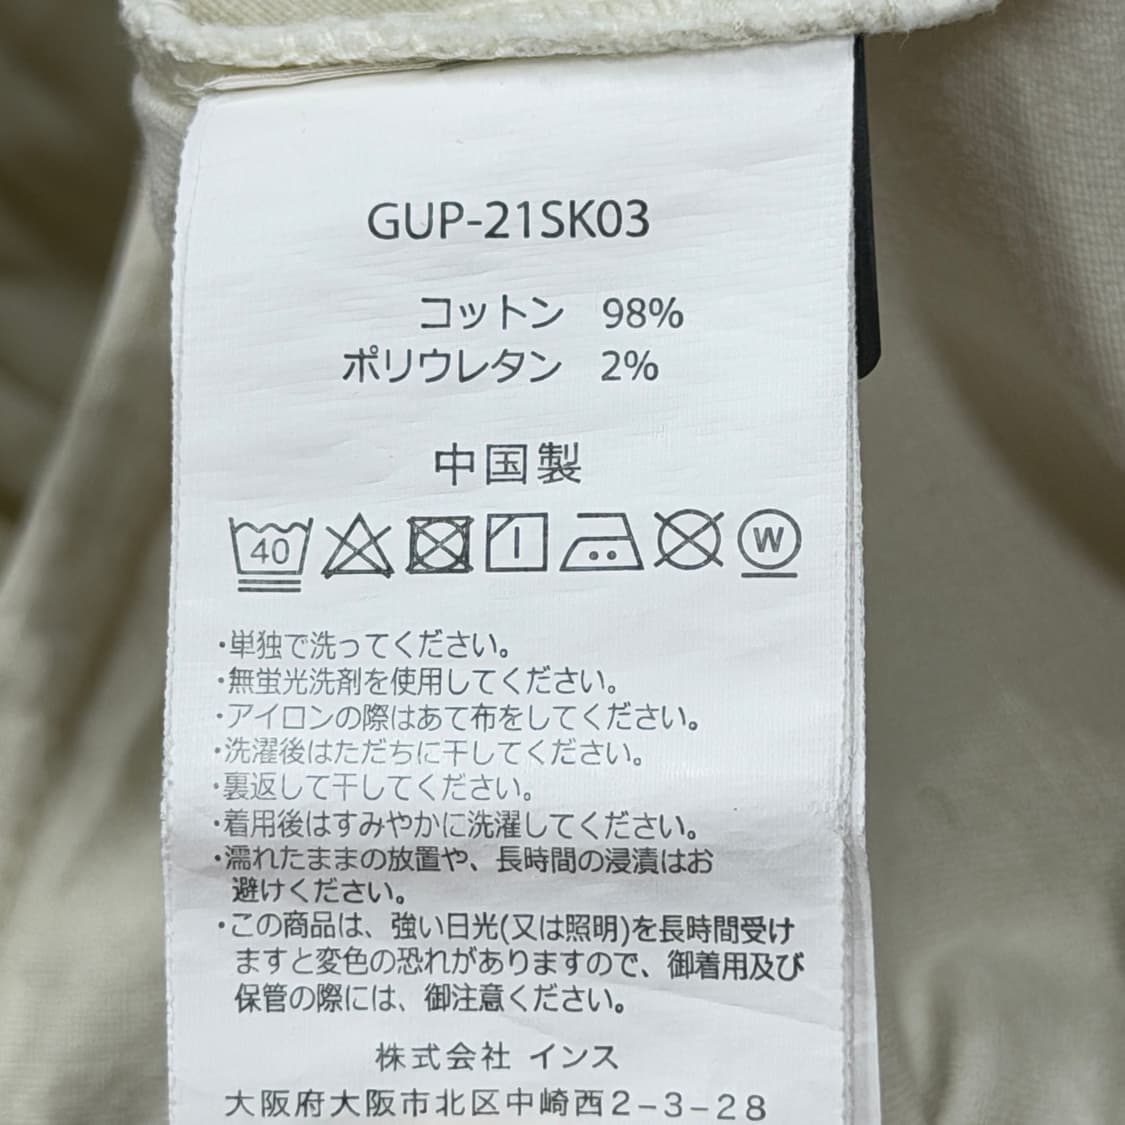 GUP-21SK03
コットン 98%
ポリウレタン 2%
中国製
40 W
・単独で洗ってください。
・無蛍光洗剤を使用してください。
・アイロンの際はあて布をしてください。
・洗濯後はただちに干してください。
・裏返して干してください。
・着用後はすみやかに洗濯してください。
・濡れたままの放置や、長時間の浸漬はお
避けください。
・この商品は、強い日光(又は照明)を長時間受け
ますと変色の恐れがありますので、御着用及び
保管の際には、御注意ください。
株式会社 インス
大阪府大阪市北区中崎西2-3-28